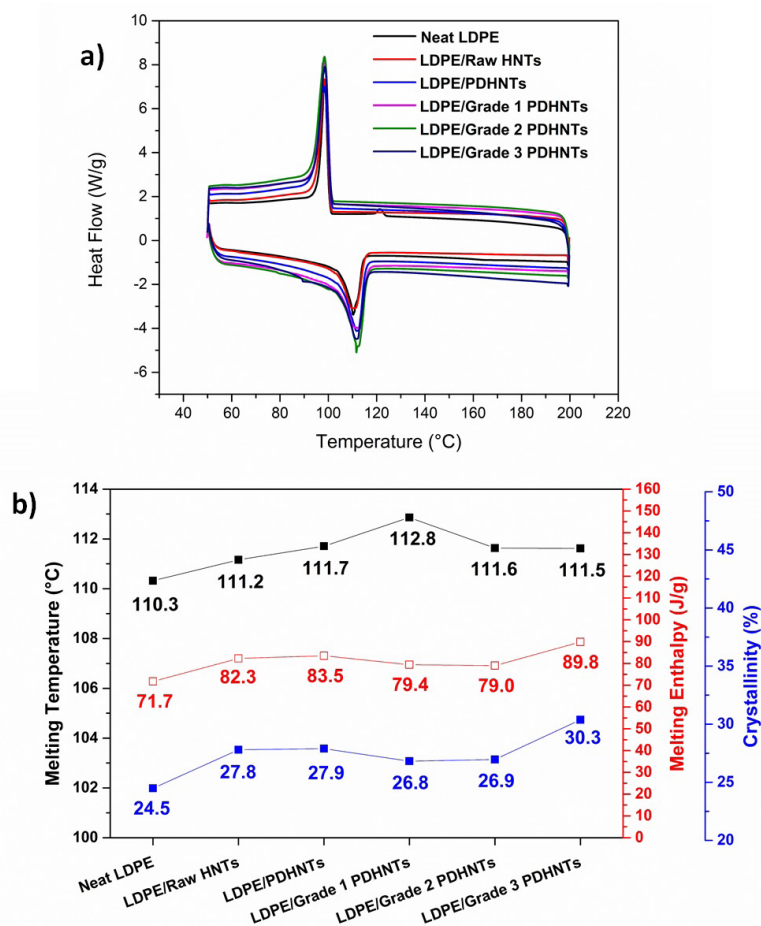 a)
Neat LDPE
LDPE/Raw HNTs
LDPE/PDHNTs
LDPE/Grade 1 PDHNTs
LDPE/Grade 2 PDHNTs
LDPE/Grade 3 PDHNTs
Heat Flow (W/g)
10
8
6
4
2
0
-2
-4
-6
40 60 80 100 120 140 160 180 200 220
Temperature (°C)
b)
Melting Temperature (°C)
114
112
110
108
106
104
102
100
110.3 111.2 111.7 112.8 111.6 111.5
71.7 82.3 83.5 79.4 79.0 89.8
24.5 27.8 27.9 26.8 26.9 30.3
160
150
140
130
120
110
100
90
80
70
60
50
40
30
20
10
0
Melting Enthalpy (J/g)
50
45
40
35
30
25
20
Crystallinity (%)
Neat LDPE
LDPE/Raw HNTs
LDPE/PDHNTs
LDPE/Grade 1 PDHNTs
LDPE/Grade 2 PDHNTs
LDPE/Grade 3 PDHNTs